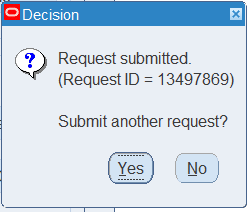 Decision
Request submitted.
(Request ID = 13497869)
Submit another request?
Yes No